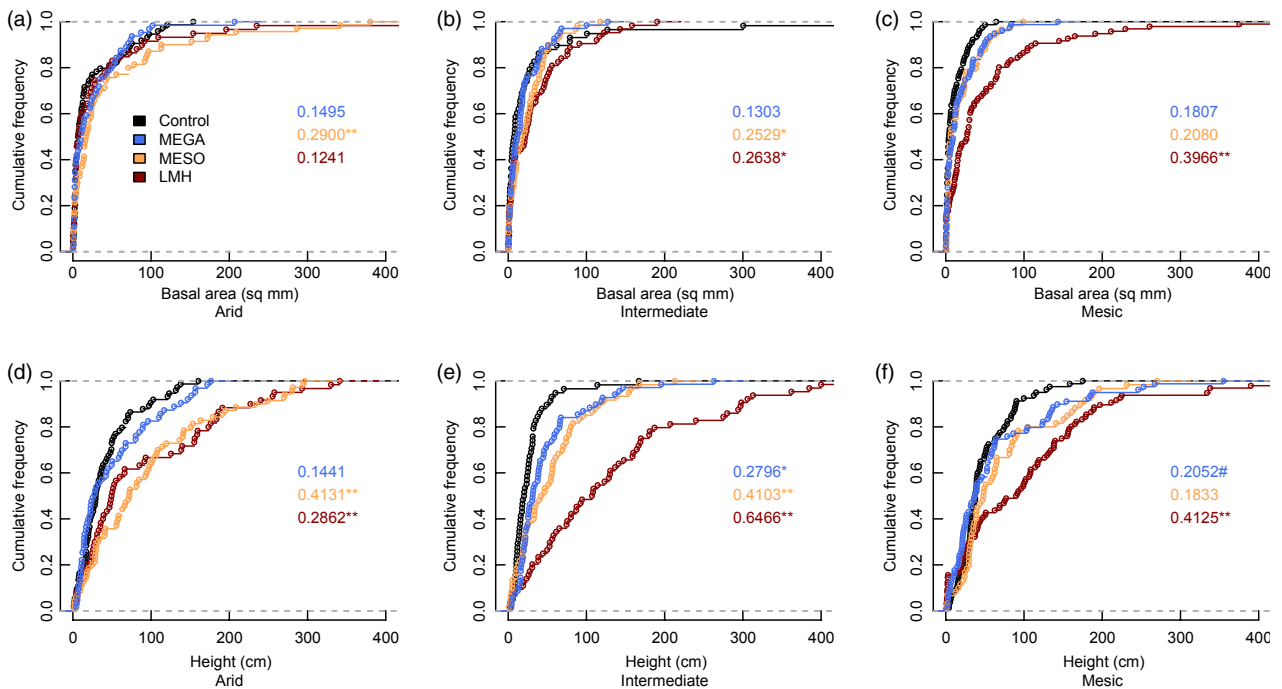 (a)
Cumulative frequency
1.0
0.8
0.6
0.4
0.2
0.0
Control
MEGA
MESO
LMH
0.1495
0.2900**
0.1241
0 100 200 300 400
Basal area (sq mm)
Arid
(b)
Cumulative frequency
1.0
0.8
0.6
0.4
0.2
0.0
0.1303
0.2529*
0.2638*
0 100 200 300 400
Basal area (sq mm)
Intermediate
(c)
Cumulative frequency
1.0
0.8
0.6
0.4
0.2
0.0
0.1807
0.2080
0.3966**
0 100 200 300 400
Basal area (sq mm)
Mesic
(d)
Cumulative frequency
1.0
0.8
0.6
0.4
0.2
0.0
0.1441
0.4131**
0.2862**
0 100 200 300 400
Height (cm)
Arid
(e)
Cumulative frequency
1.0
0.8
0.6
0.4
0.2
0.0
0.2796*
0.4103**
0.6466**
0 100 200 300 400
Height (cm)
Intermediate
(f)
Cumulative frequency
1.0
0.8
0.6
0.4
0.2
0.0
0.2052#
0.1833
0.4125**
0 100 200 300 400
Height (cm)
Mesic